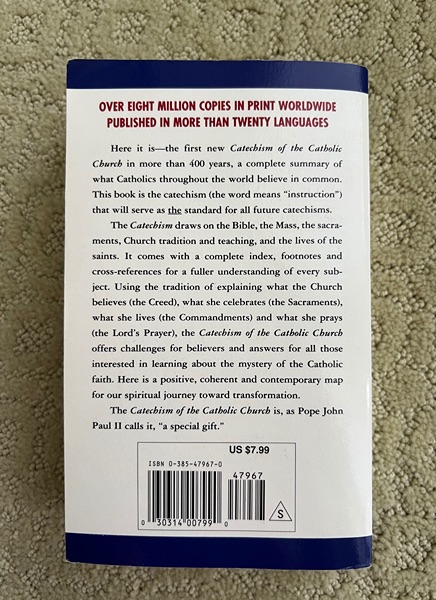 OVER EIGHT MILLION COPIES IN PRINT WORLDWIDE
PUBLISHED IN MORE THAN TWENTY LANGUAGES
Here it is—the first new Catechism of the Catholic
Church in more than 400 years, a complete summary of
what Catholics throughout the world believe in common.
This book is the catechism (the word means “instruction”)
that will serve as the standard for all future catechisms.
The Catechism draws on the Bible, the Mass, the sacra-
ments, Church tradition and teaching, and the lives of the
saints. It comes with a complete index, footnotes and
cross-references for a fuller understanding of every sub-
ject. Using the tradition of explaining what the Church
believes (the Creed), what she celebrates (the Sacraments),
what she lives (the Commandments) and what she prays
(the Lord’s Prayer), the Catechism of the Catholic Church
offers challenges for believers and answers for all those
interested in learning about the mystery of the Catholic
faith. Here is a positive, coherent and contemporary map
for our spiritual journey toward transformation.
The Catechism of the Catholic Church is, as Pope John
Paul II calls it, “a special gift.”
US $7.99
ISBN 0-385-47967-0
47967
0 30314 00799 0
S